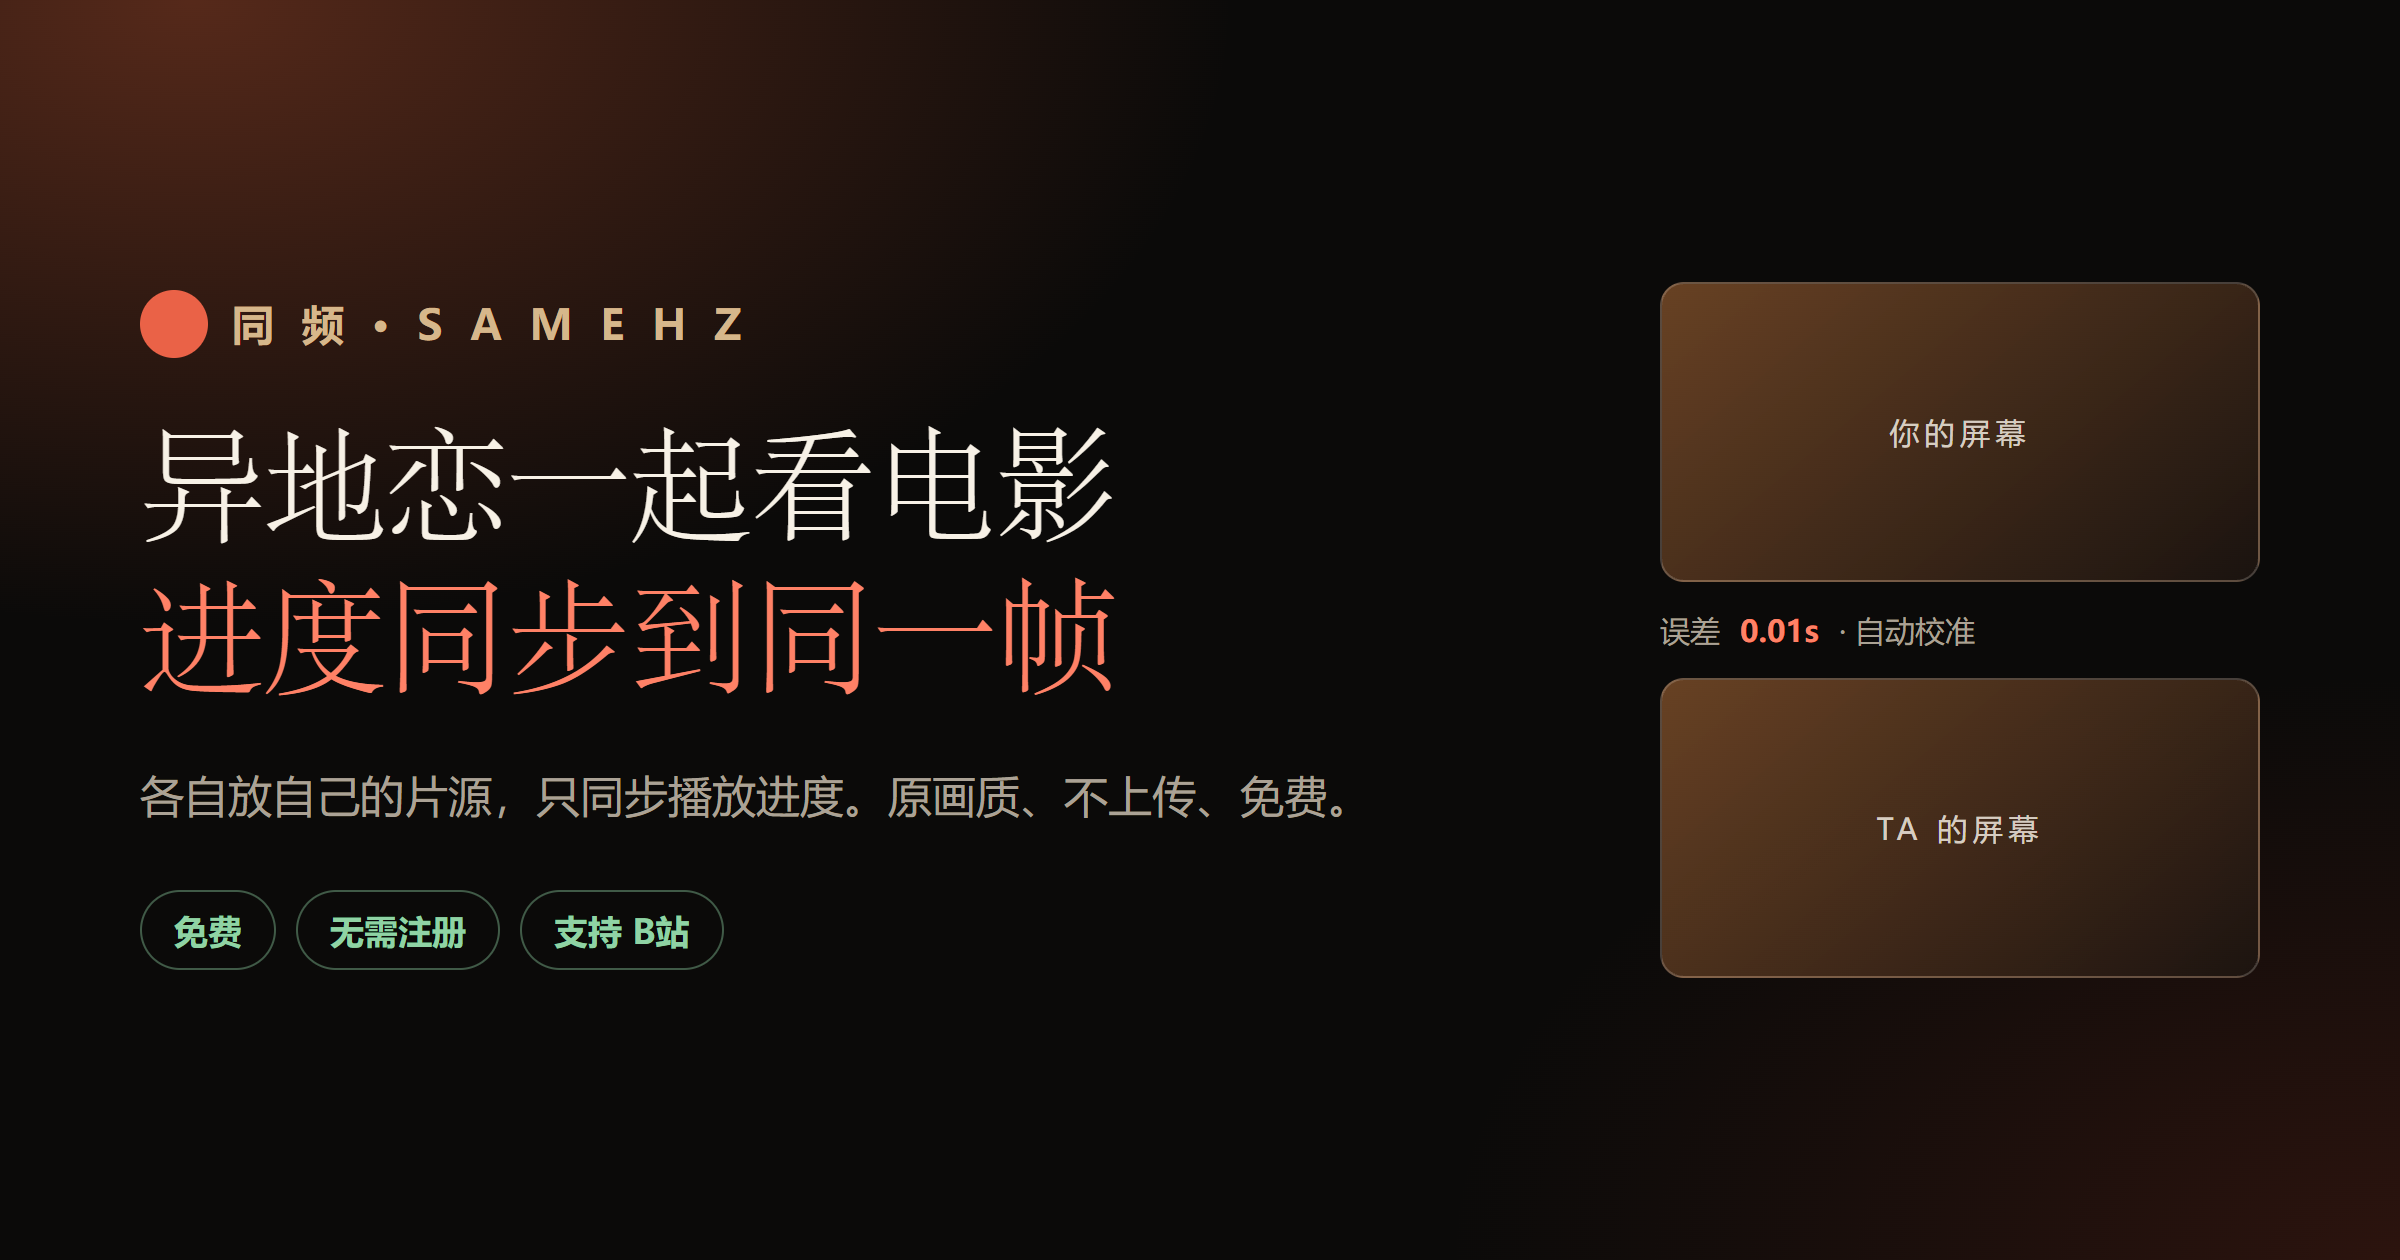 同频·SAMEHZ
异地恋一起看电影
进度同步到同一帧
各自放自己的片源，只同步播放进度。原画质、不上传、免费。
免费
无需注册
支持 B站
你的屏幕
误差 0.01s · 自动校准
TA 的屏幕